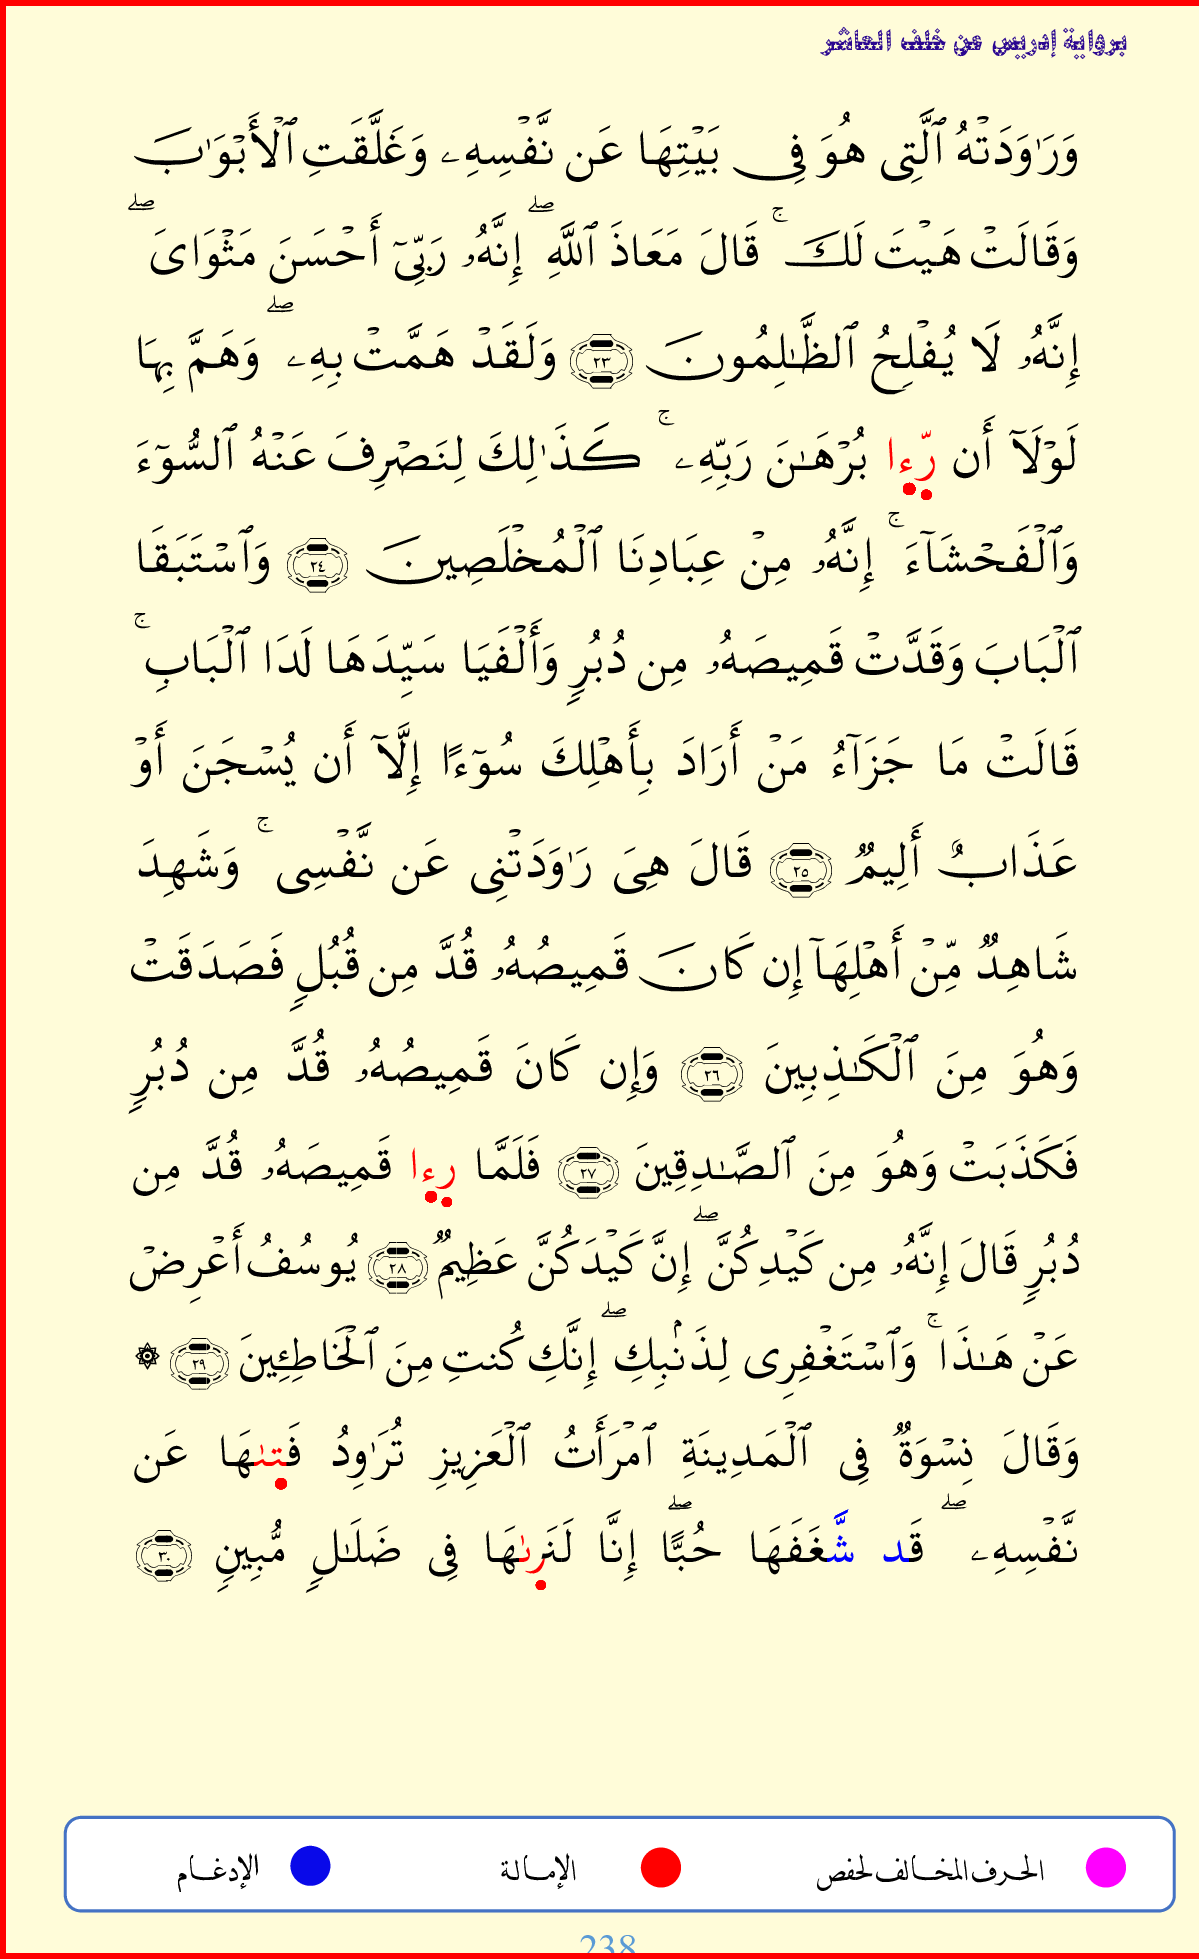 برواية إدريس عن خلف العاشر
وَرَٰوَدَتْهُ ٱلَّتِى هُوَ فِى بَيْتِهَا عَن نَّفْسِهِۦ وَغَلَّقَتِ ٱلْأَبْوَٰبَ
وَقَالَتْ هَيْتَ لَكَ ۚ قَالَ مَعَاذَ ٱللَّهِ ۖ إِنَّهُۥ رَبِّىٓ أَحْسَنَ مَثْوَاىَ ۖ
إِنَّهُۥ لَا يُفْلِحُ ٱلظَّـٰلِمُونَ ٢٣ وَلَقَدْ هَمَّتْ بِهِۦ ۖ وَهَمَّ بِهَا
لَوْلَآ أَن رِّءِا بُرْهَـٰنَ رَبِّهِۦ ۚ كَذَٰلِكَ لِنَصْرِفَ عَنْهُ ٱلسُّوٓءَ
وَٱلْفَحْشَآءَ ۚ إِنَّهُۥ مِنْ عِبَادِنَا ٱلْمُخْلَصِينَ ٢٤ وَٱسْتَبَقَا
ٱلْبَابَ وَقَدَّتْ قَمِيصَهُۥ مِن دُبُرٍ وَأَلْفَيَا سَيِّدَهَا لَدَا ٱلْبَابِ ۚ
قَالَتْ مَا جَزَآءُ مَنْ أَرَادَ بِأَهْلِكَ سُوٓءًا إِلَّآ أَن يُسْجَنَ أَوْ
عَذَابٌ أَلِيمٌ ٢٥ قَالَ هِىَ رَٰوَدَتْنِى عَن نَّفْسِى ۚ وَشَهِدَ
شَاهِدٌ مِّنْ أَهْلِهَآ إِن كَانَ قَمِيصُهُۥ قُدَّ مِن قُبُلٍ فَصَدَقَتْ
وَهُوَ مِنَ ٱلْكَـٰذِبِينَ ٢٦ وَإِن كَانَ قَمِيصُهُۥ قُدَّ مِن دُبُرٍ
فَكَذَبَتْ وَهُوَ مِنَ ٱلصَّـٰدِقِينَ ٢٧ فَلَمَّا رِءِا قَمِيصَهُۥ قُدَّ مِن
دُبُرٍ قَالَ إِنَّهُۥ مِن كَيْدِكُنَّ ۖ إِنَّ كَيْدَكُنَّ عَظِيمٌ ٢٨ يُوسُفُ أَعْرِضْ
عَنْ هَـٰذَا ۚ وَٱسْتَغْفِرِى لِذَنۢبِكِ ۖ إِنَّكِ كُنتِ مِنَ ٱلْخَاطِـِٔينَ ٢٩ ۞
وَقَالَ نِسْوَةٌ فِى ٱلْمَدِينَةِ ٱمْرَأَتُ ٱلْعَزِيزِ تُرَٰوِدُ فَتىٰهَا عَن
نَّفْسِهِۦ ۖ قَد شَّغَفَهَا حُبًّا ۖ إِنَّا لَنَرىٰهَا فِى ضَلَـٰلٍ مُّبِينٍ ٣٠
الحرف المخالف لحفص الإمالة الإدغام
238